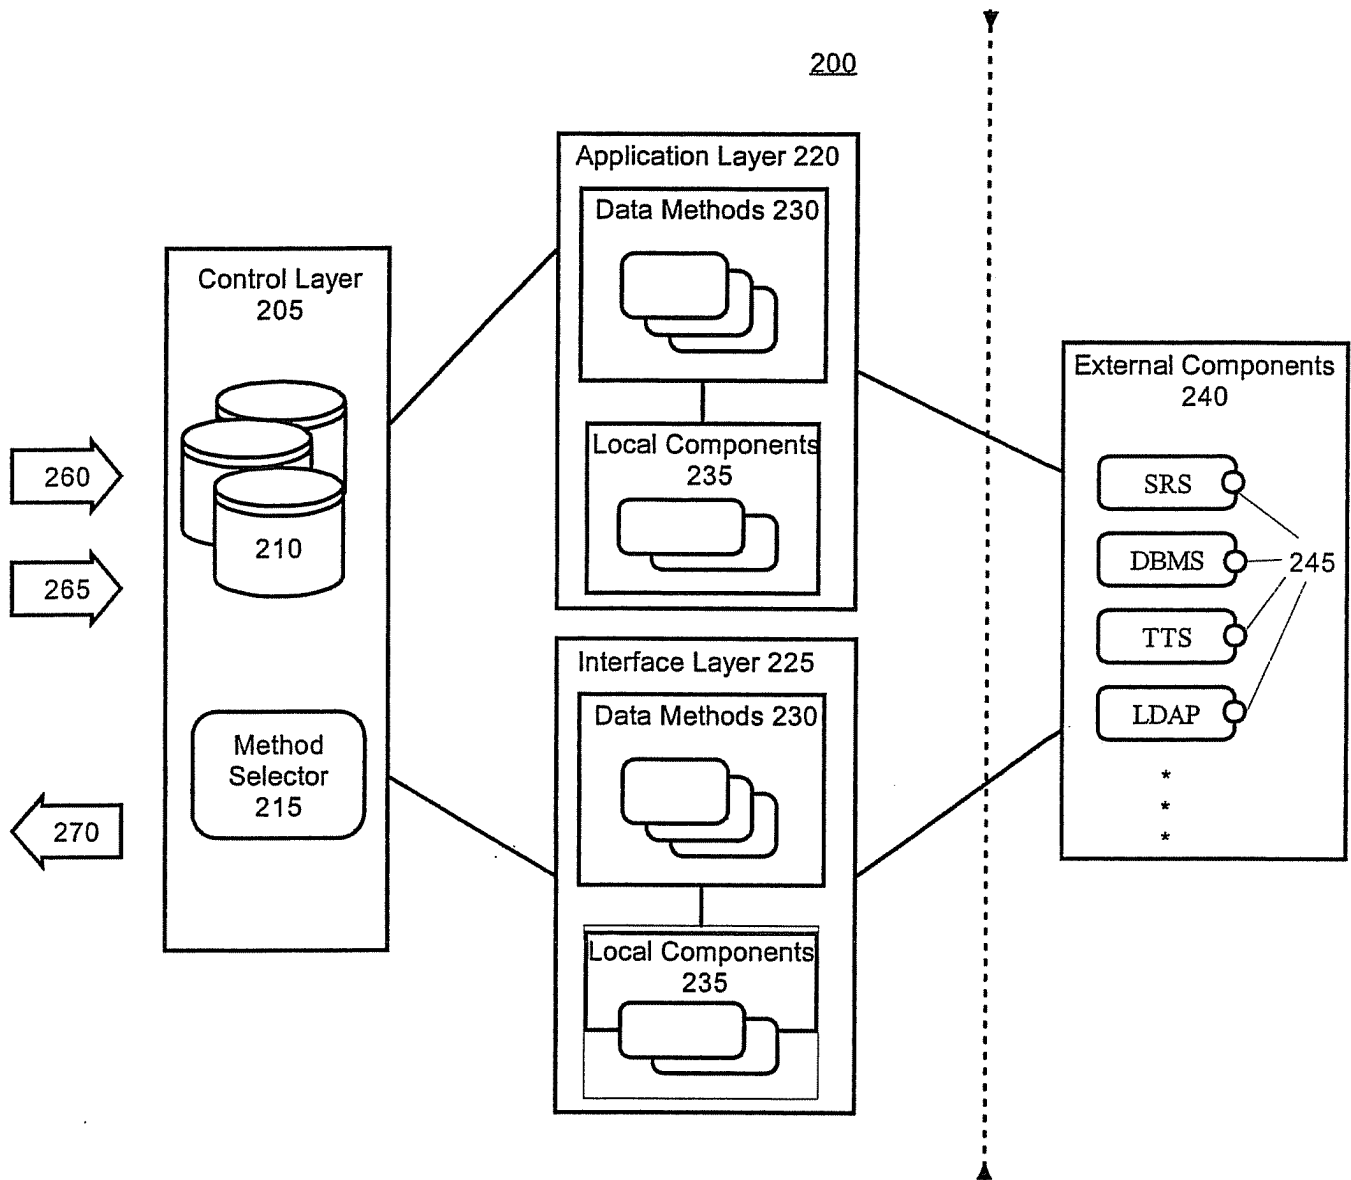 200
Application Layer 220
Data Methods 230
Local Components
235
Control Layer
205
210
Method
Selector
215
260
265
270
Interface Layer 225
Data Methods 230
Local Components
235
External Components
240
SRS
DBMS
TTS
LDAP
245
*
*
*